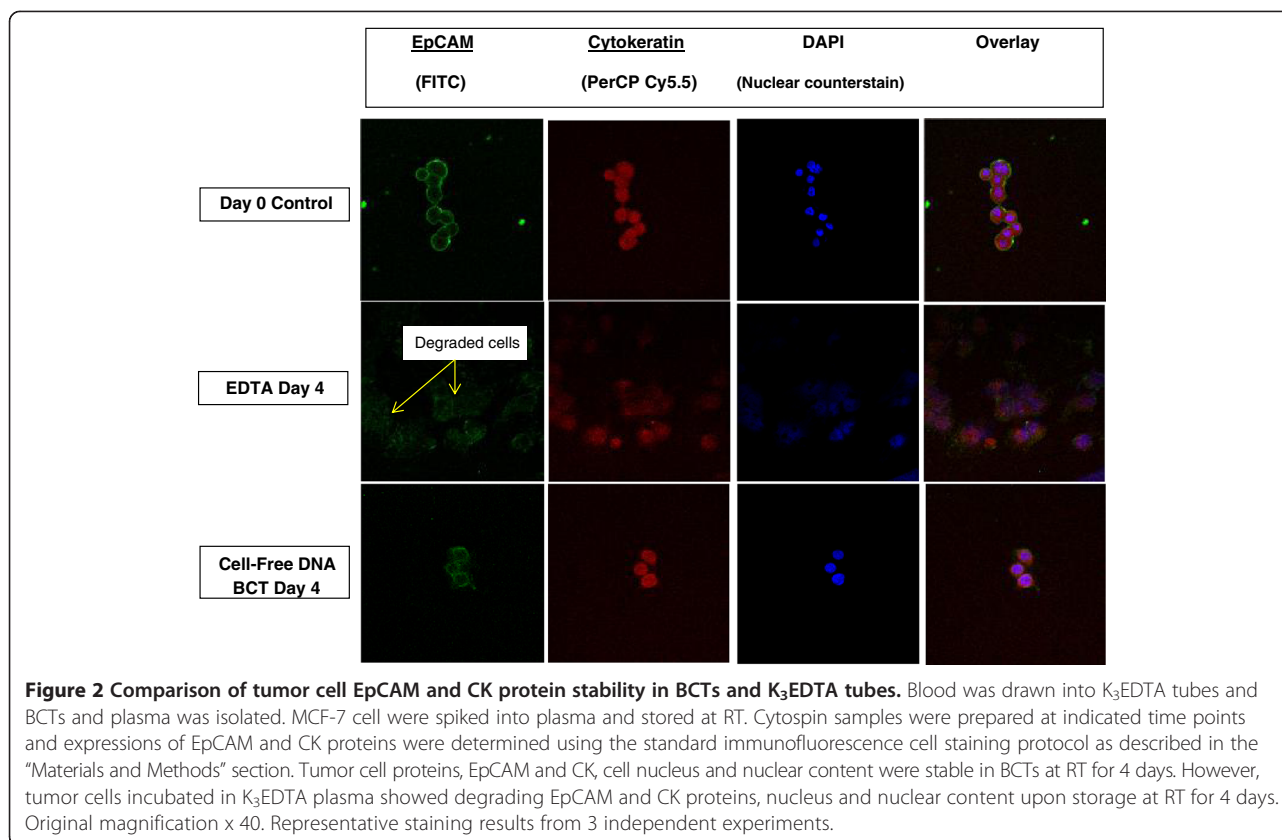 EpCAM Cytokeratin DAPI Overlay
(FITC) (PerCP Cy5.5) (Nuclear counterstain)
Day 0 Control
Degraded cells
EDTA Day 4
Cell-Free DNA
BCT Day 4
Figure 2 Comparison of tumor cell EpCAM and CK protein stability in BCTs and K₃EDTA tubes. Blood was drawn into K₃EDTA tubes and
BCTs and plasma was isolated. MCF-7 cell were spiked into plasma and stored at RT. Cytospin samples were prepared at indicated time points
and expressions of EpCAM and CK proteins were determined using the standard immunofluorescence cell staining protocol as described in the
“Materials and Methods” section. Tumor cell proteins, EpCAM and CK, cell nucleus and nuclear content were stable in BCTs at RT for 4 days. However,
tumor cells incubated in K₃EDTA plasma showed degrading EpCAM and CK proteins, nucleus and nuclear content upon storage at RT for 4 days.
Original magnification x 40. Representative staining results from 3 independent experiments.